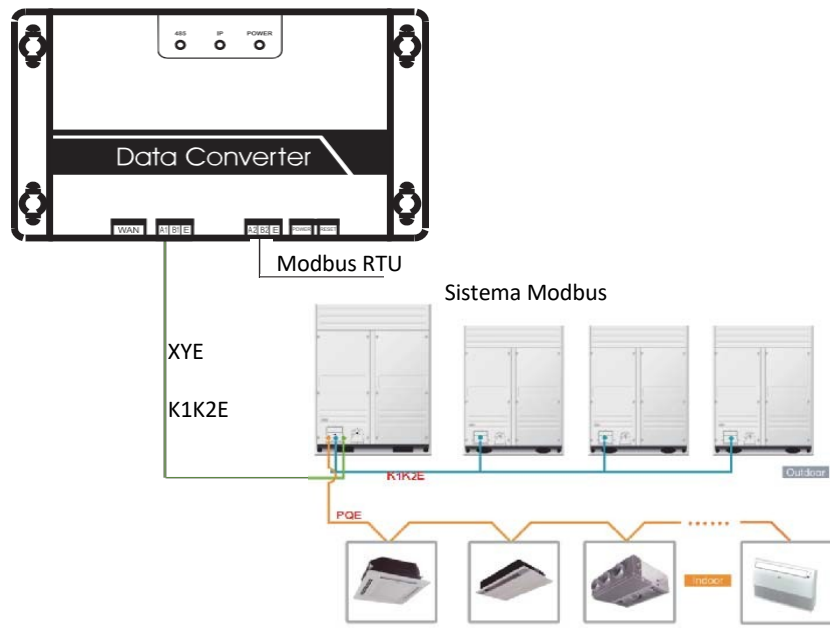 485 IP POWER
Data Converter
WAN A1 B1 E A2 B2 E POWER RESET
Modbus RTU
Sistema Modbus
XYE
K1K2E
K1K2E
Outdoor
PQE
Indoor